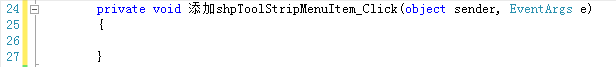 24 private void 添加shpToolStripMenuItem_Click(object sender, EventArgs e)
25 {
26
27 }